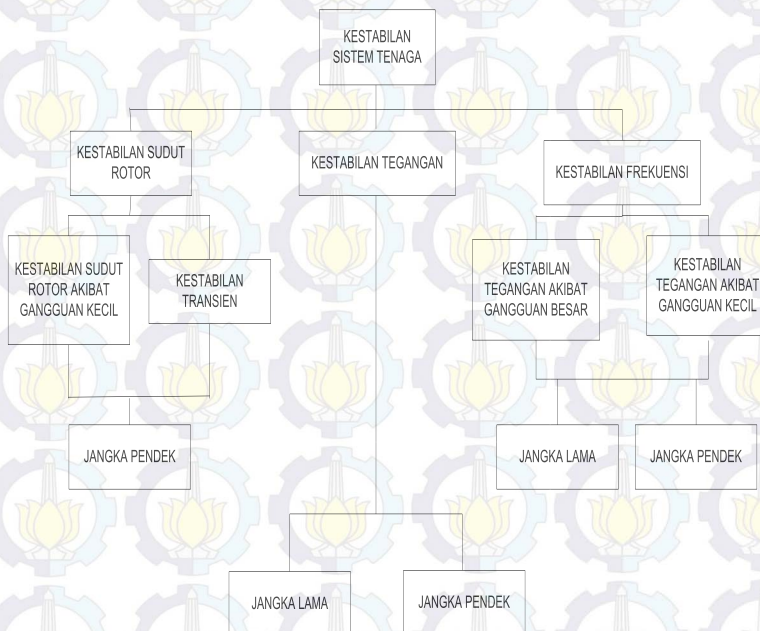 KESTABILAN
SISTEM TENAGA
KESTABILAN SUDUT
ROTOR
KESTABILAN TEGANGAN
KESTABILAN FREKUENSI
KESTABILAN SUDUT
ROTOR AKIBAT
GANGGUAN KECIL
KESTABILAN
TRANSIEN
KESTABILAN
TEGANGAN AKIBAT
GANGGUAN BESAR
KESTABILAN
TEGANGAN AKIBAT
GANGGUAN KECIL
JANGKA PENDEK
JANGKA LAMA
JANGKA PENDEK
JANGKA LAMA
JANGKA PENDEK